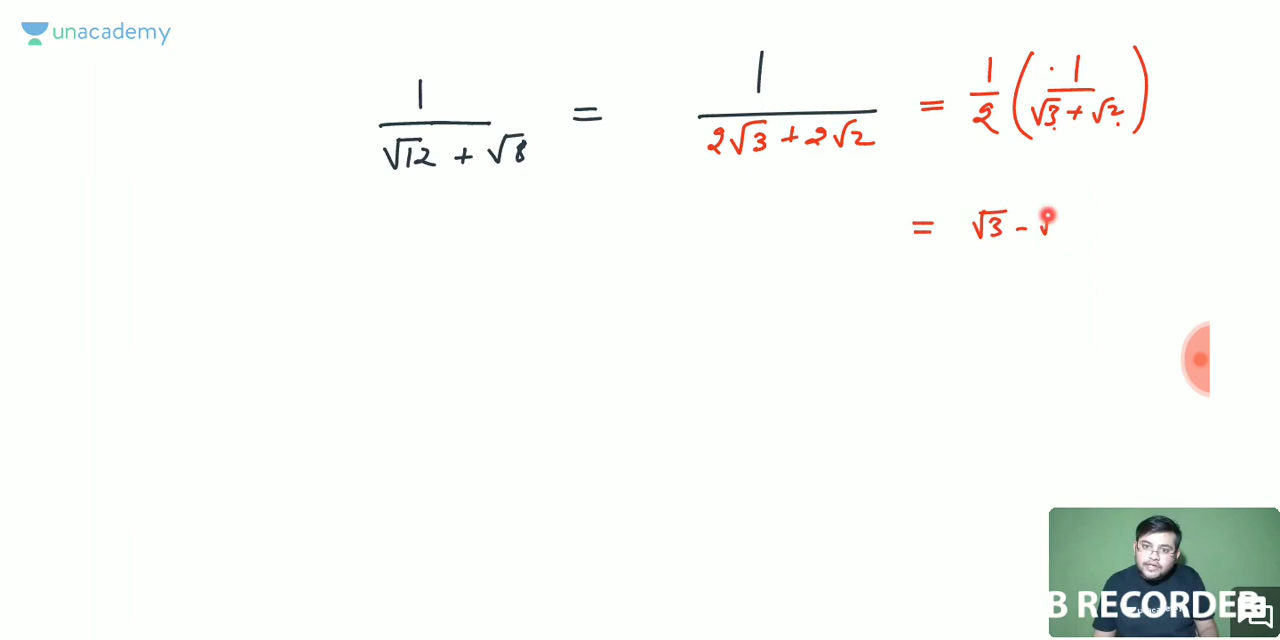 unacademy
1/(√12 + √8) = 1/(2√3 + 2√2) = 1/2 (1/(√3 + √2))
= √3 - √
B RECORDER